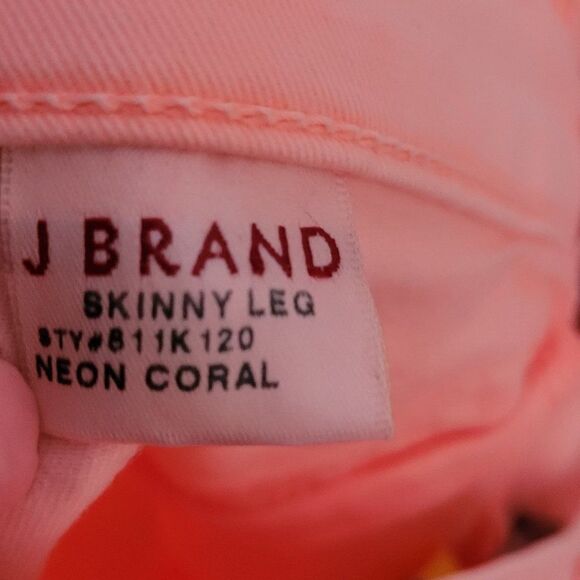 J BRAND
SKINNY LEG
STY#811K120
NEON CORAL